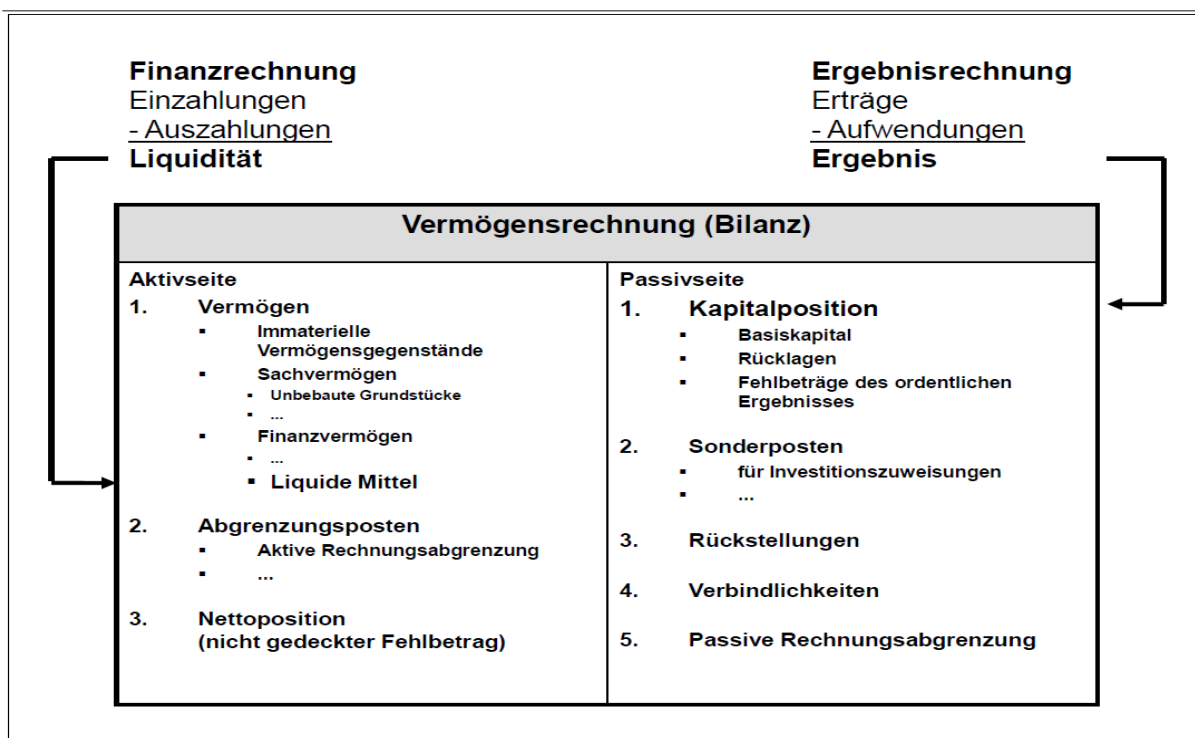 Finanzrechnung
Einzahlungen
- Auszahlungen
Liquidität
Ergebnisrechnung
Erträge
- Aufwendungen
Ergebnis
Vermögensrechnung (Bilanz)
Aktivseite
1. Vermögen
▪ Immaterielle
Vermögensgegenstände
▪ Sachvermögen
▪ Unbebaute Grundstücke
▪ ...
▪ Finanzvermögen
▪ ...
▪ Liquide Mittel
2. Abgrenzungsposten
▪ Aktive Rechnungsabgrenzung
▪ ...
3. Nettoposition
(nicht gedeckter Fehlbetrag)
Passivseite
1. Kapitalposition
▪ Basiskapital
▪ Rücklagen
▪ Fehlbeträge des ordentlichen
Ergebnisses
2. Sonderposten
▪ für Investitionszuweisungen
▪ ...
3. Rückstellungen
4. Verbindlichkeiten
5. Passive Rechnungsabgrenzung